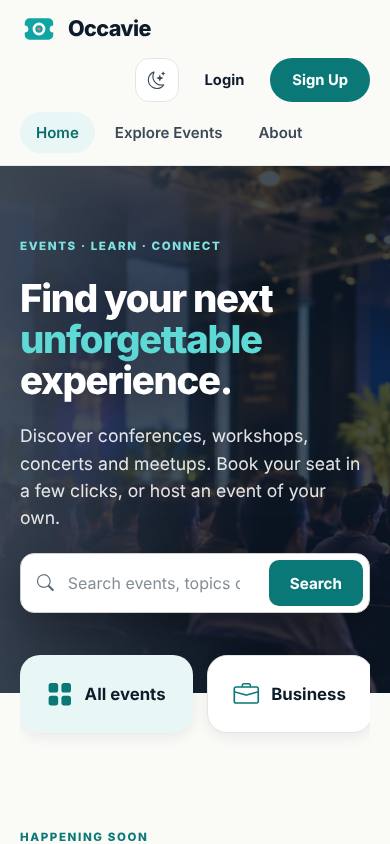 Occavie
Login
Sign Up
Home
Explore Events
About
EVENTS · LEARN · CONNECT
Find your next
unforgettable
experience.
Discover conferences, workshops,
concerts and meetups. Book your seat in
a few clicks, or host an event of your
own.
Search events, topics
Search
All events
Business
HAPPENING SOON